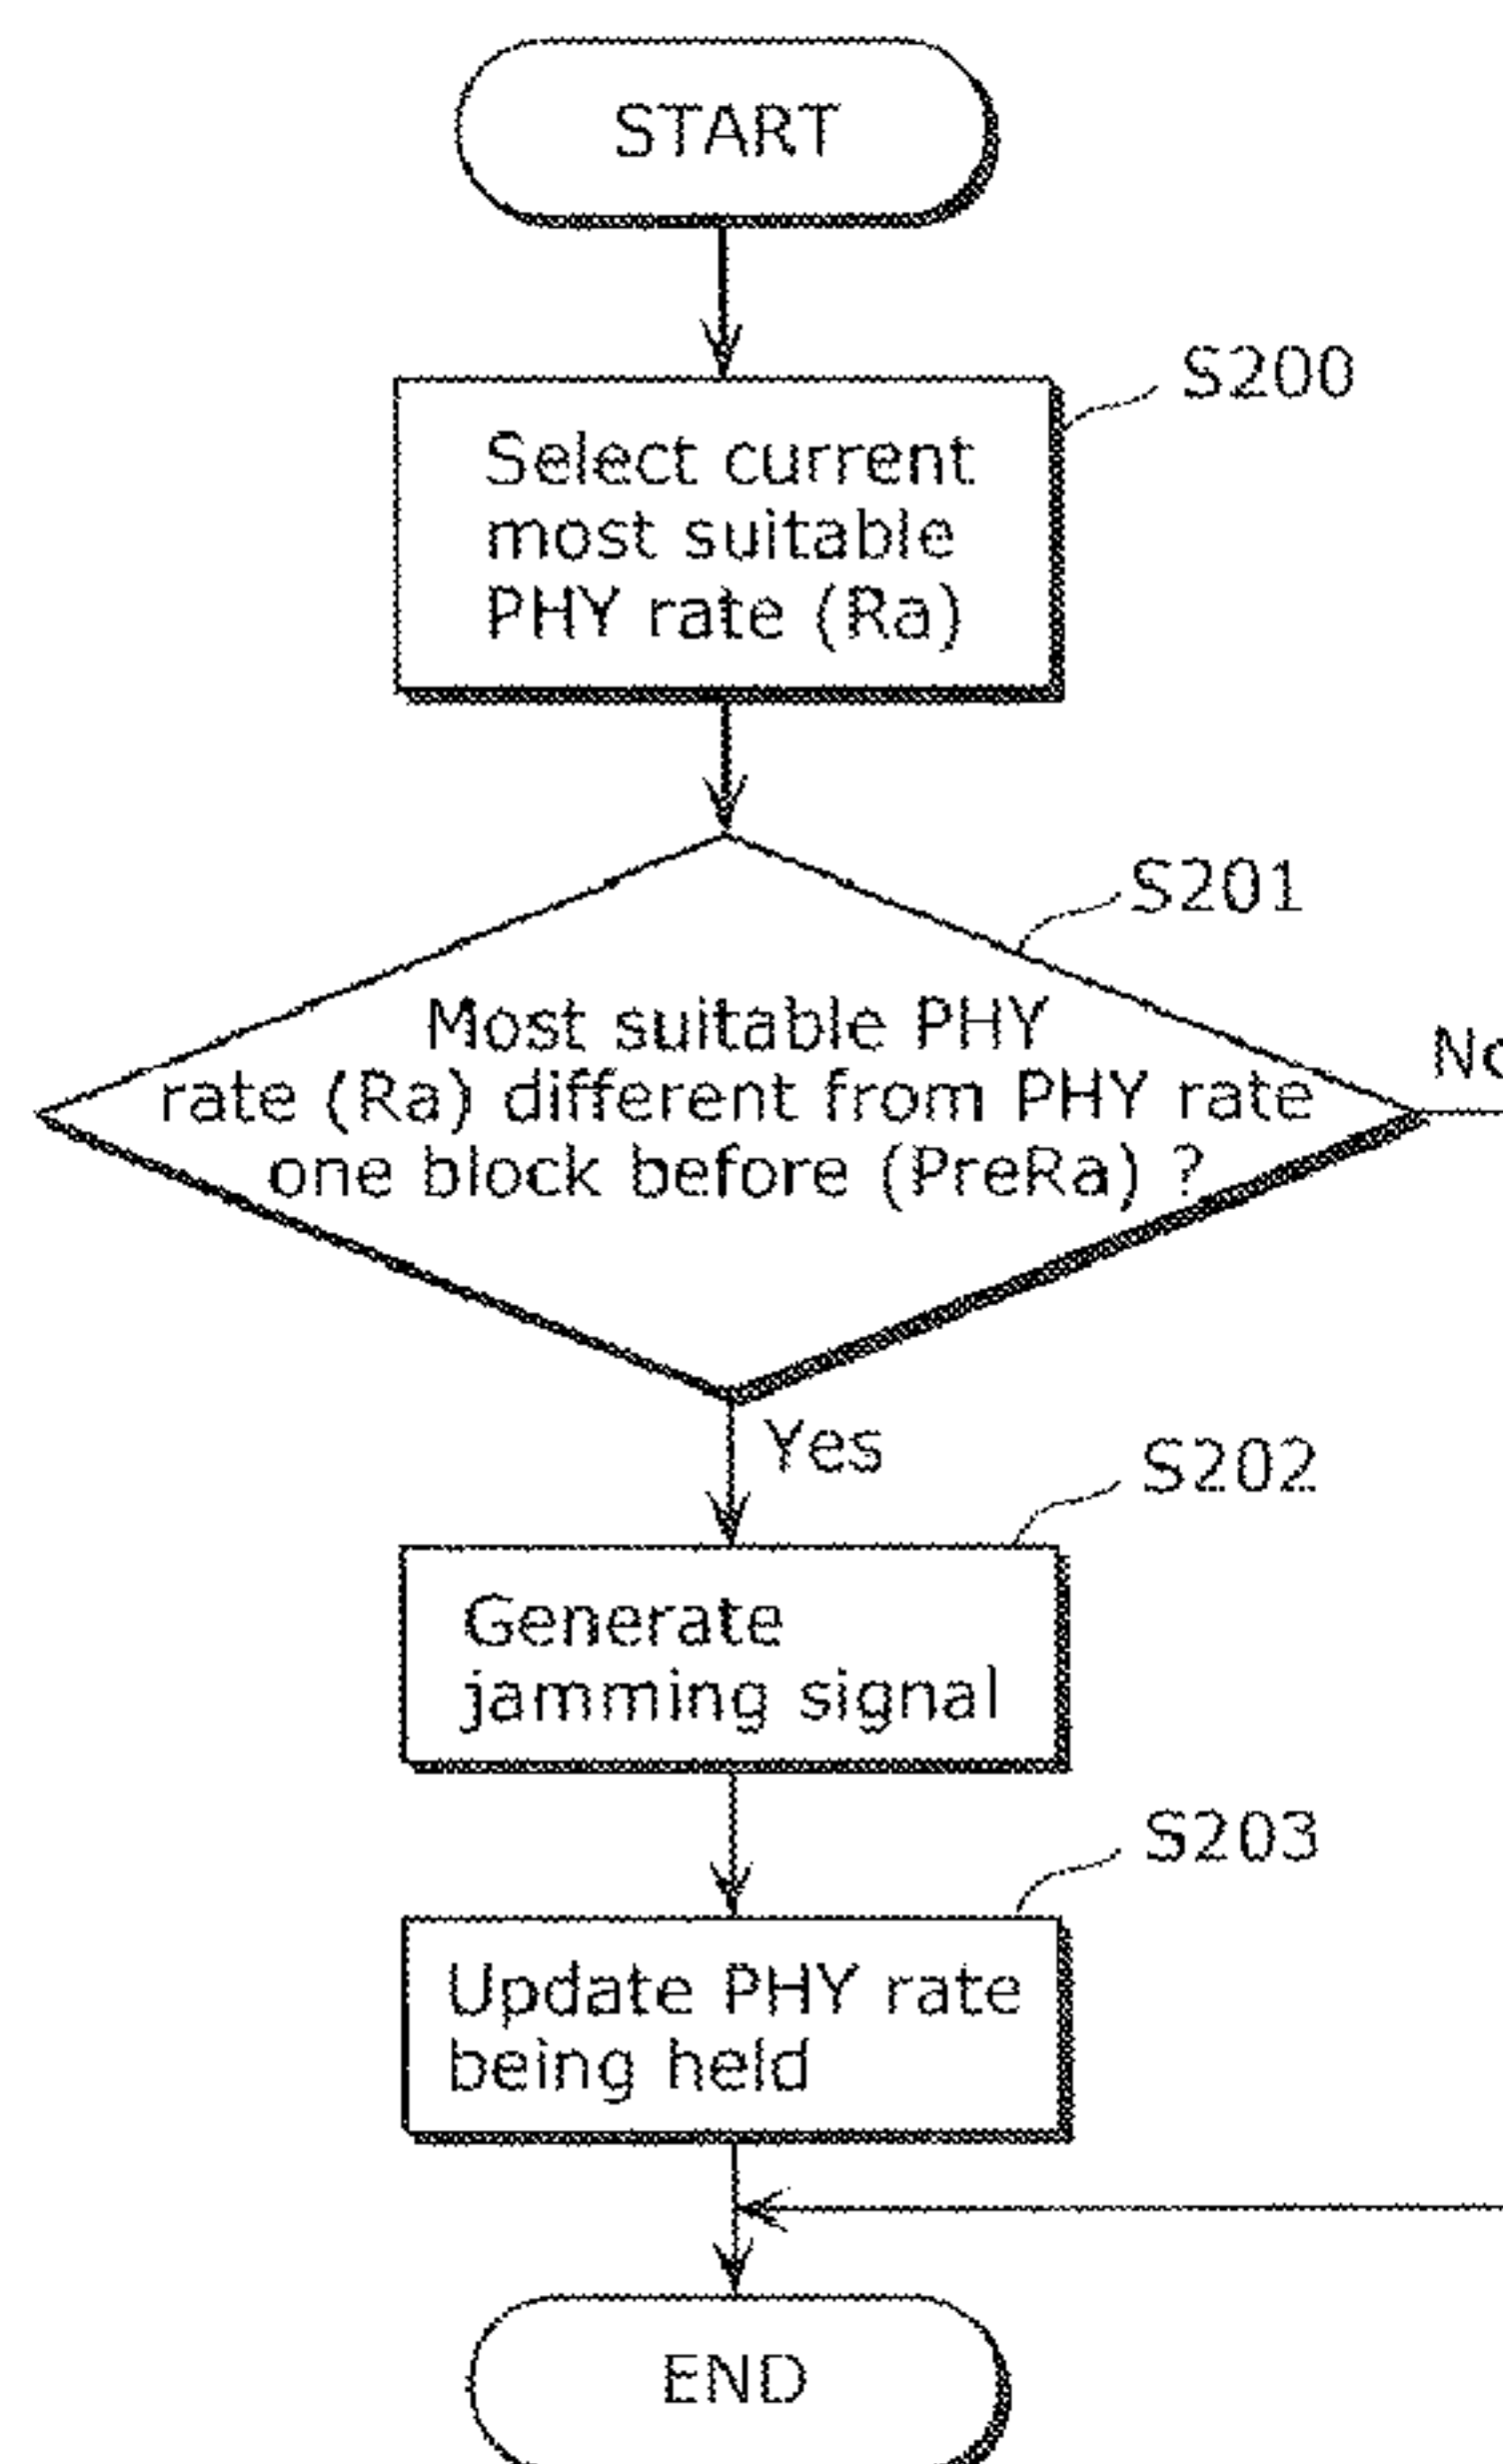 START
S200
Select current
most suitable
PHY rate (Ra)
S201
Most suitable PHY
rate (Ra) different from PHY rate
one block before (PreRa) ?
Yes
S202
Generate
jamming signal
S203
Update PHY rate
being held
END